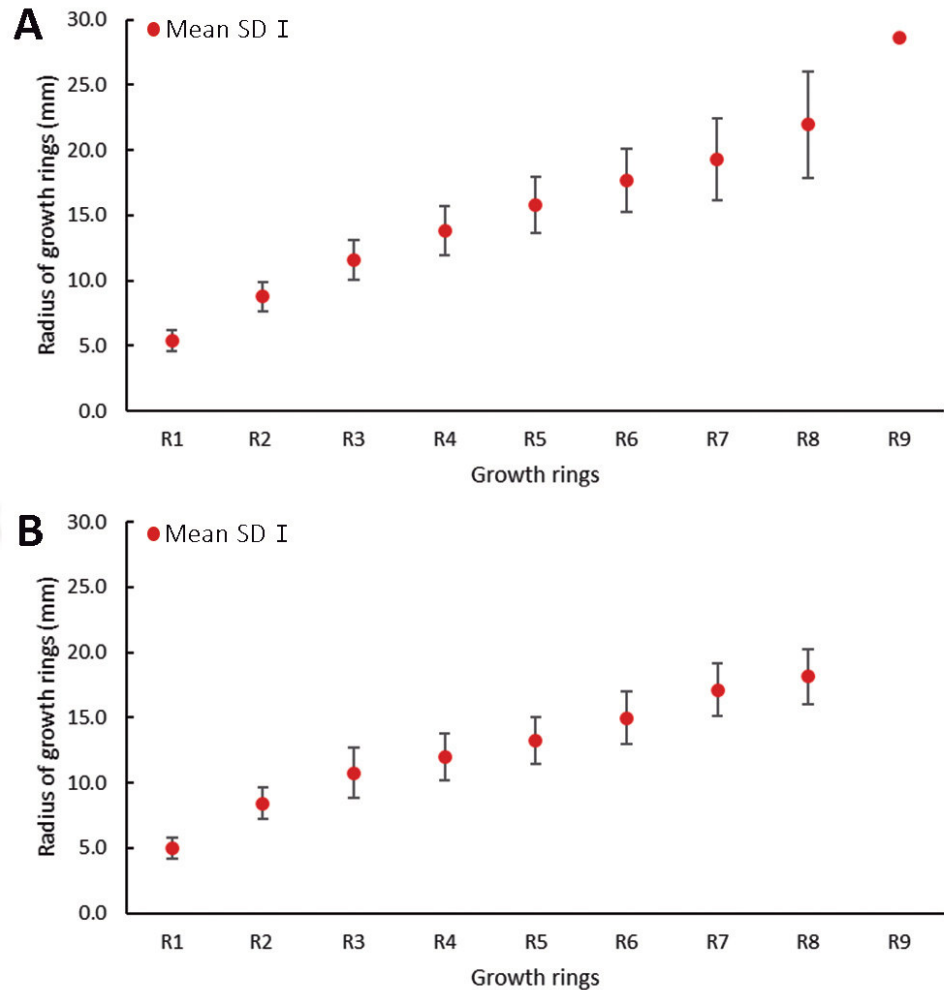 A
Mean SD I
Radius of growth rings (mm)
30.0
25.0
20.0
15.0
10.0
5.0
0.0
R1 R2 R3 R4 R5 R6 R7 R8 R9
Growth rings
B
Mean SD I
Radius of growth rings (mm)
30.0
25.0
20.0
15.0
10.0
5.0
0.0
R1 R2 R3 R4 R5 R6 R7 R8 R9
Growth rings